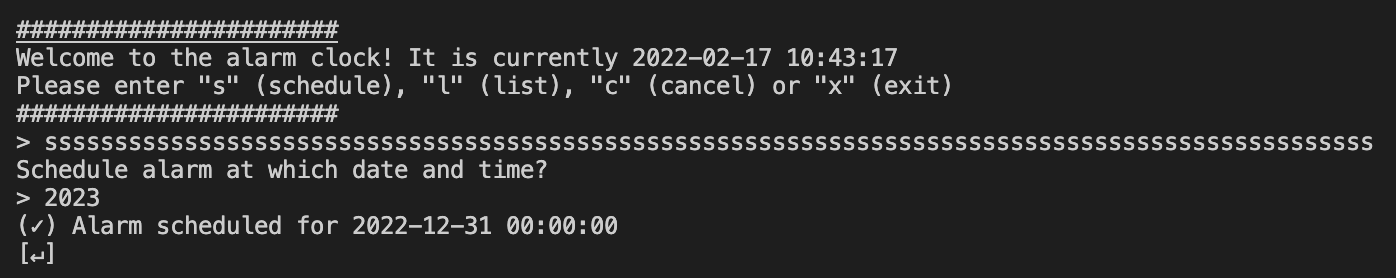 #######################
Welcome to the alarm clock! It is currently 2022-02-17 10:43:17
Please enter "s" (schedule), "l" (list), "c" (cancel) or "x" (exit)
#######################
> sssssssssssssssssssssssssssssssssssssssssssssssssssssssssssssssssssssssssssssssssssssssssssssss
Schedule alarm at which date and time?
> 2023
(✓) Alarm scheduled for 2022-12-31 00:00:00
[↵]